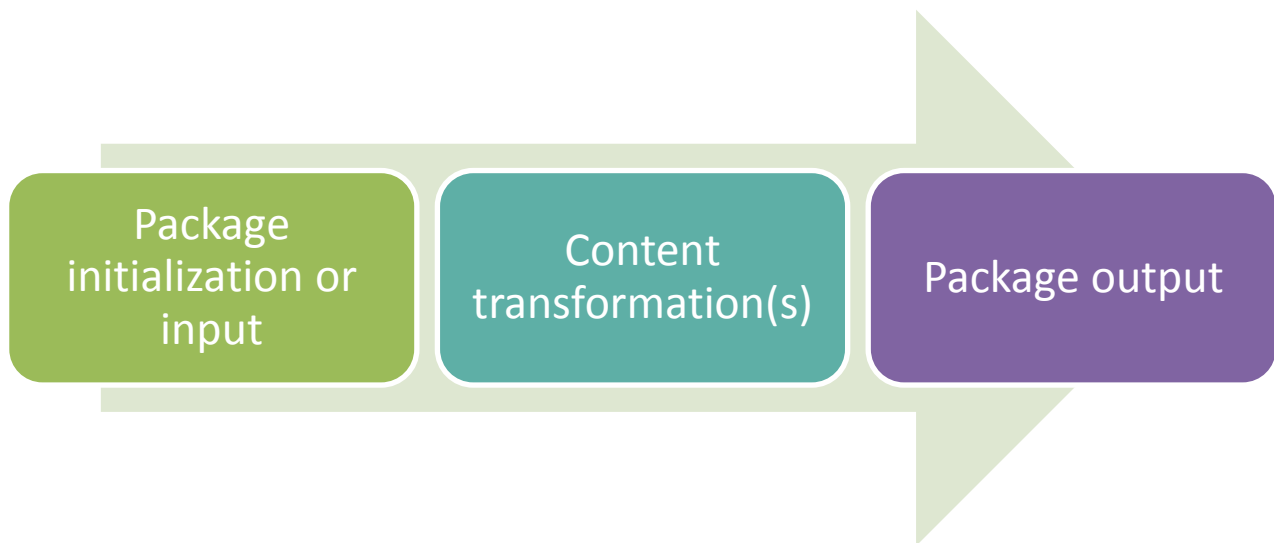 Package
initialization or
input
Content
transformation(s)
Package output